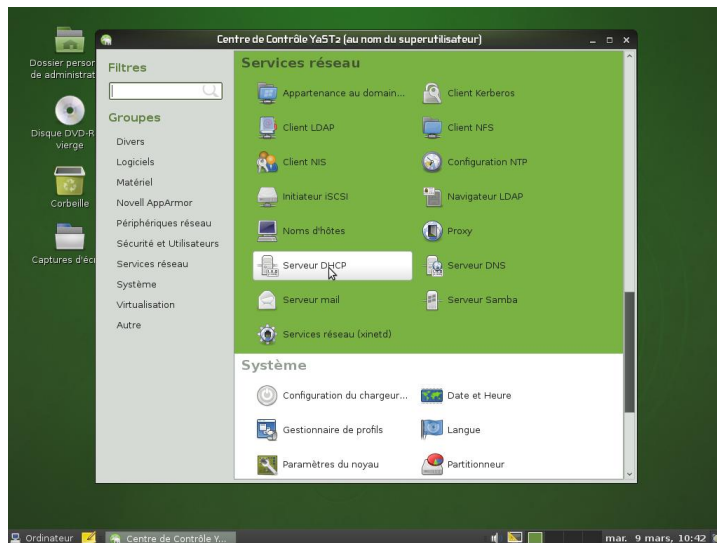 Centre de Contrôle YaST2 (au nom du superutilisateur)
Dossier person
de administrat
Disque DVD-R
vierge
Corbeille
Captures d'écr
Filtres
Groupes
Divers
Logiciels
Matériel
Novell AppArmor
Périphériques réseau
Sécurité et Utilisateurs
Services réseau
Système
Virtualisation
Autre
Services réseau
Appartenance au domain...
Client Kerberos
Client LDAP
Client NFS
Client NIS
Configuration NTP
Initiateur iSCSI
Navigateur LDAP
Noms d'hôtes
Proxy
Serveur DHCP
Serveur DNS
Serveur mail
Serveur Samba
Services réseau (xinetd)
Système
Configuration du chargeur...
Date et Heure
Gestionnaire de profils
Langue
Paramètres du noyau
Partitionneur
Ordinateur
Centre de Contrôle Y...
mar. 9 mars, 10:42